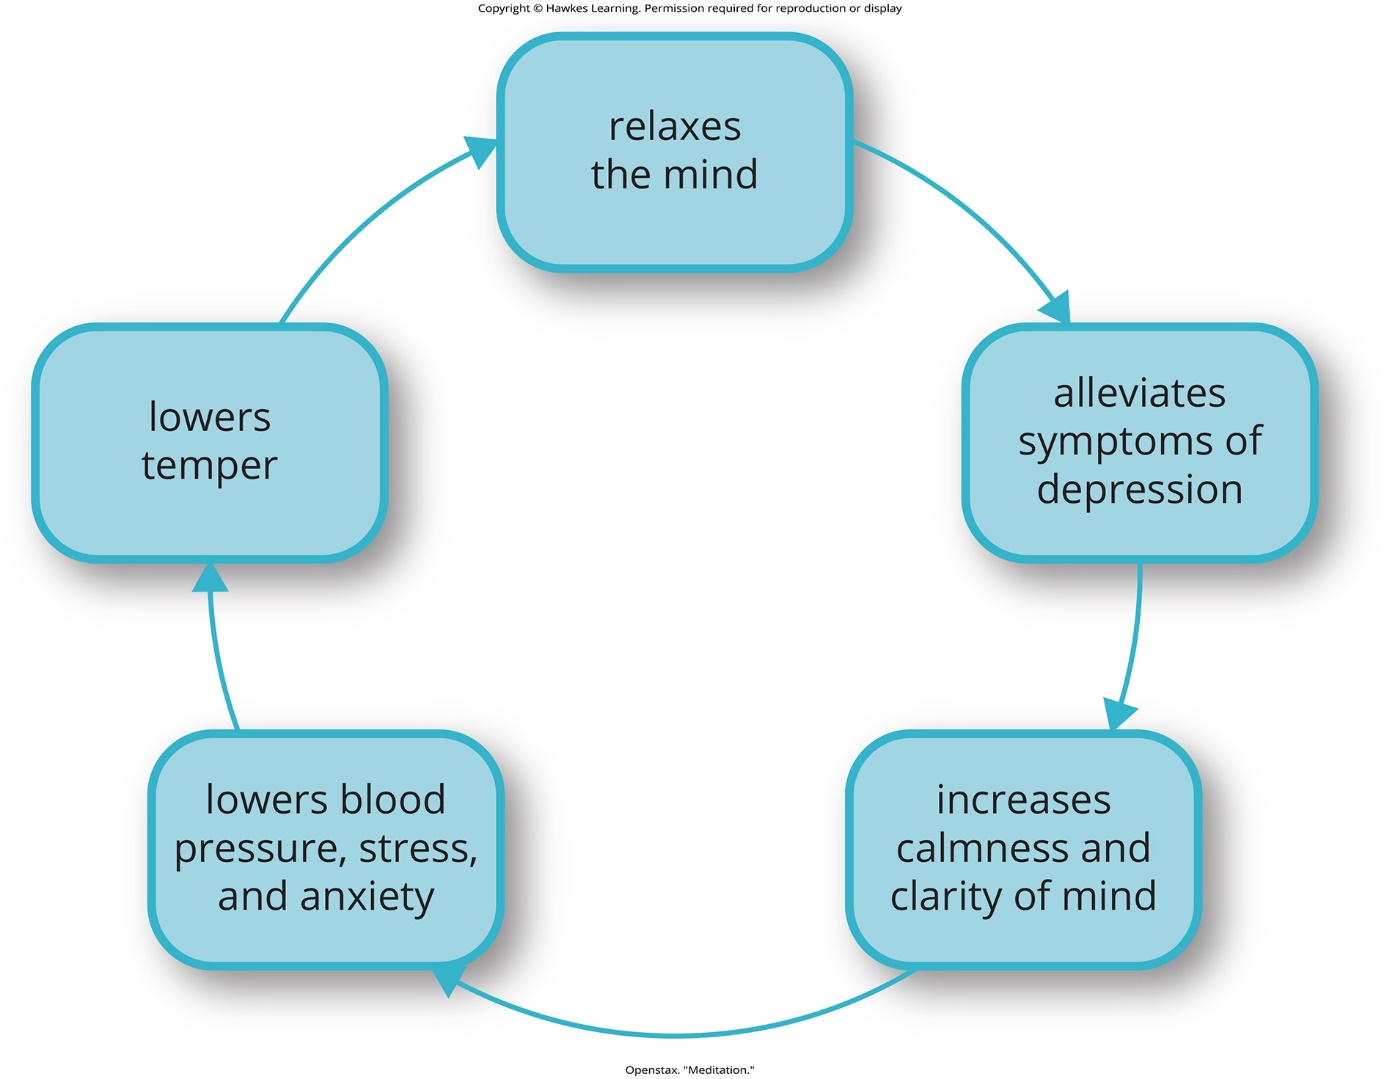 Copyright © Hawkes Learning. Permission required for reproduction or display
relaxes
the mind
alleviates
symptoms of
depression
increases
calmness and
clarity of mind
lowers blood
pressure, stress,
and anxiety
lowers
temper
Openstax. "Meditation."